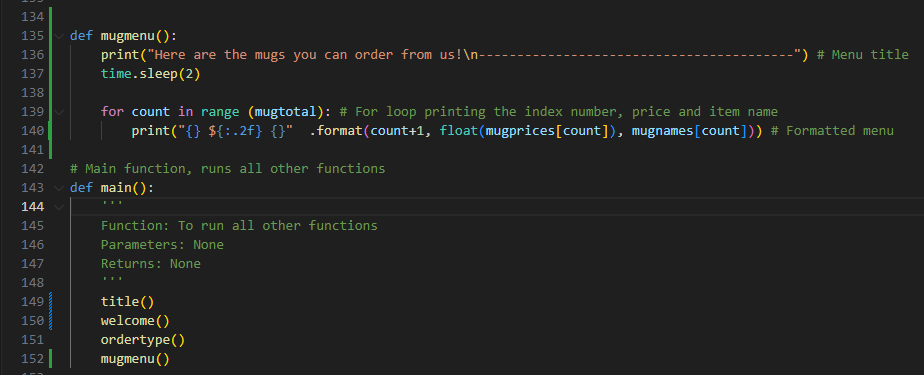 134
135 def mugmenu():
136     print("Here are the mugs you can order from us!\n-----------------------------------------") # Menu title
137     time.sleep(2)
138
139     for count in range (mugtotal): # For loop printing the index number, price and item name
140         print("{} ${:.2f} {}"  .format(count+1, float(mugprices[count]), mugnames[count])) # Formatted menu
141
142 # Main function, runs all other functions
143 def main():
144     '''
145     Function: To run all other functions
146     Parameters: None
147     Returns: None
148     '''
149     title()
150     welcome()
151     ordertype()
152     mugmenu()